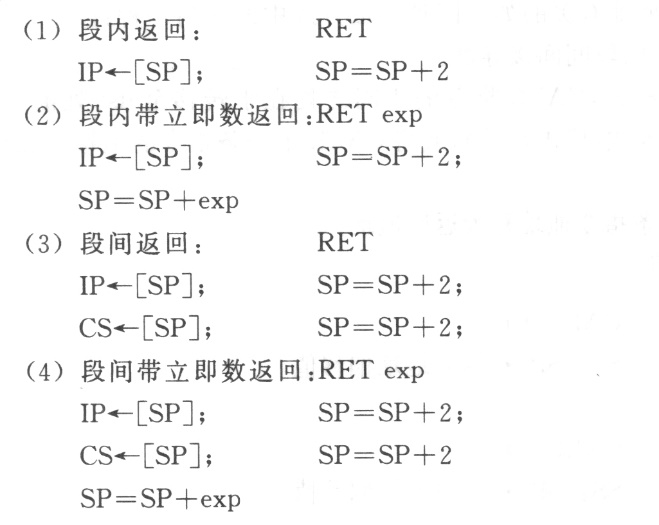 (1) 段内返回： RET
IP←[SP]； SP=SP+2
(2) 段内带立即数返回:RET exp
IP←[SP]； SP=SP+2；
SP=SP+exp
(3) 段间返回： RET
IP←[SP]； SP=SP+2；
CS←[SP]； SP=SP+2；
(4) 段间带立即数返回:RET exp
IP←[SP]； SP=SP+2；
CS←[SP]； SP=SP+2
SP=SP+exp